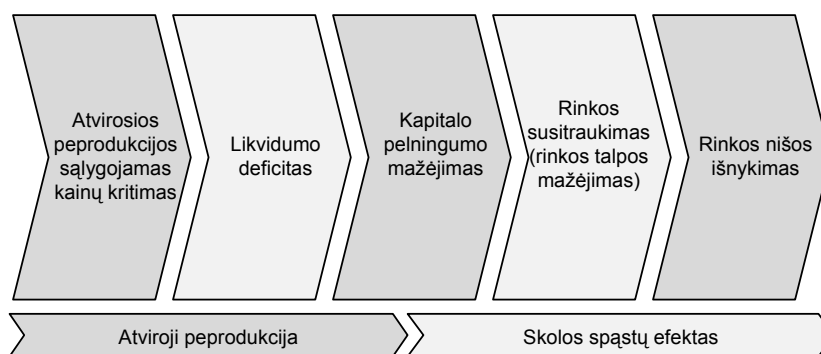 Atvirosios
peprodukcijos
sąlygojamas
kainų kritimas
Likvidumo
deficitas
Kapitalo
pelningumo
mažėjimas
Rinkos
susitraukimas
(rinkos talpos
mažėjimas)
Rinkos nišos
išnykimas
Atviroji peprodukcija
Skolos spąstų efektas